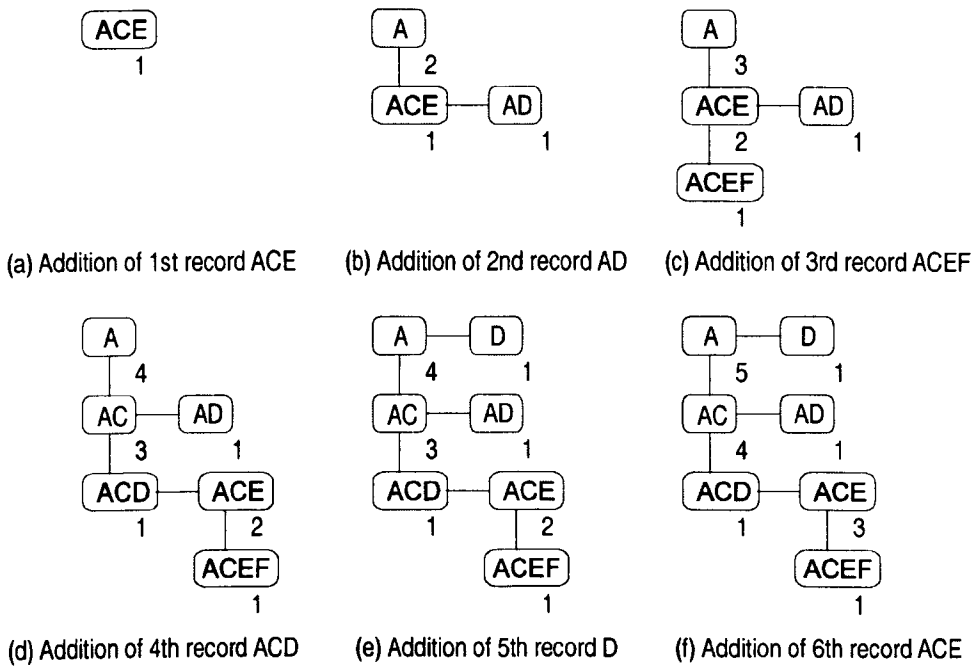 ACE
1
A
2
ACE AD
1 1
A
3
ACE AD
2 1
ACEF
1
(a) Addition of 1st record ACE
(b) Addition of 2nd record AD
(c) Addition of 3rd record ACEF
A
4
AC AD
3 1
ACD ACE
1 2
ACEF
1
A D
4 1
AC AD
3 1
ACD ACE
1 2
ACEF
1
A D
5 1
AC AD
4 1
ACD ACE
1 3
ACEF
1
(d) Addition of 4th record ACD
(e) Addition of 5th record D
(f) Addition of 6th record ACE